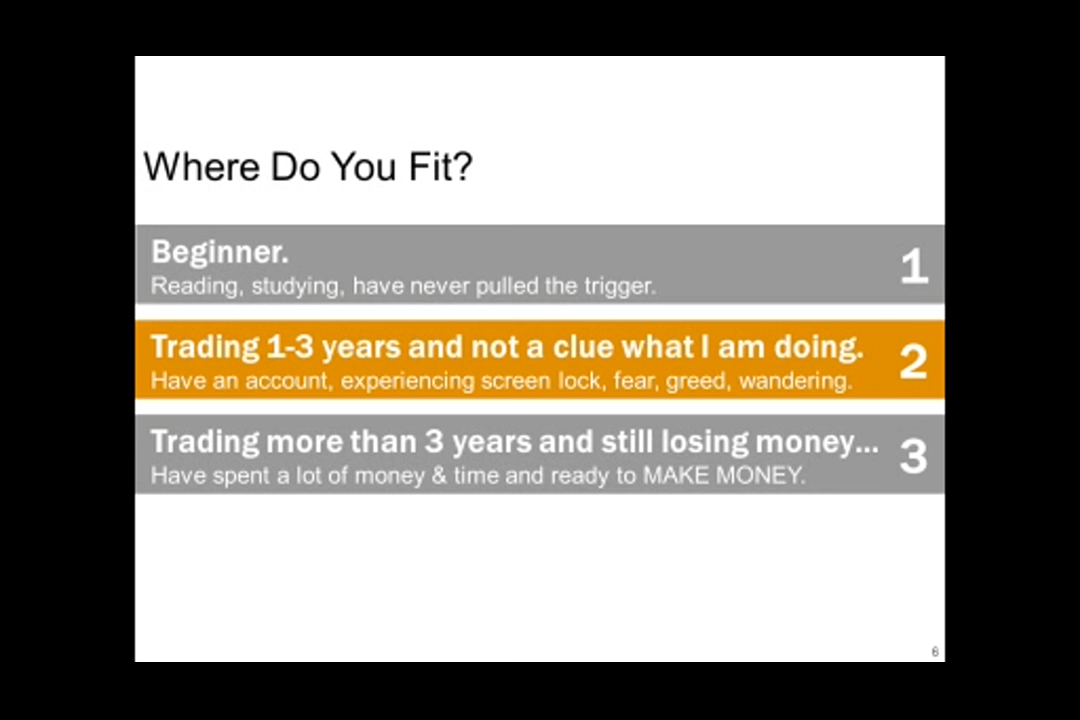 Where Do You Fit?
Beginner.
Reading, studying, have never pulled the trigger.
1
Trading 1-3 years and not a clue what I am doing.
Have an account, experiencing screen lock, fear, greed, wandering.
2
Trading more than 3 years and still losing money...
Have spent a lot of money & time and ready to MAKE MONEY.
3
6